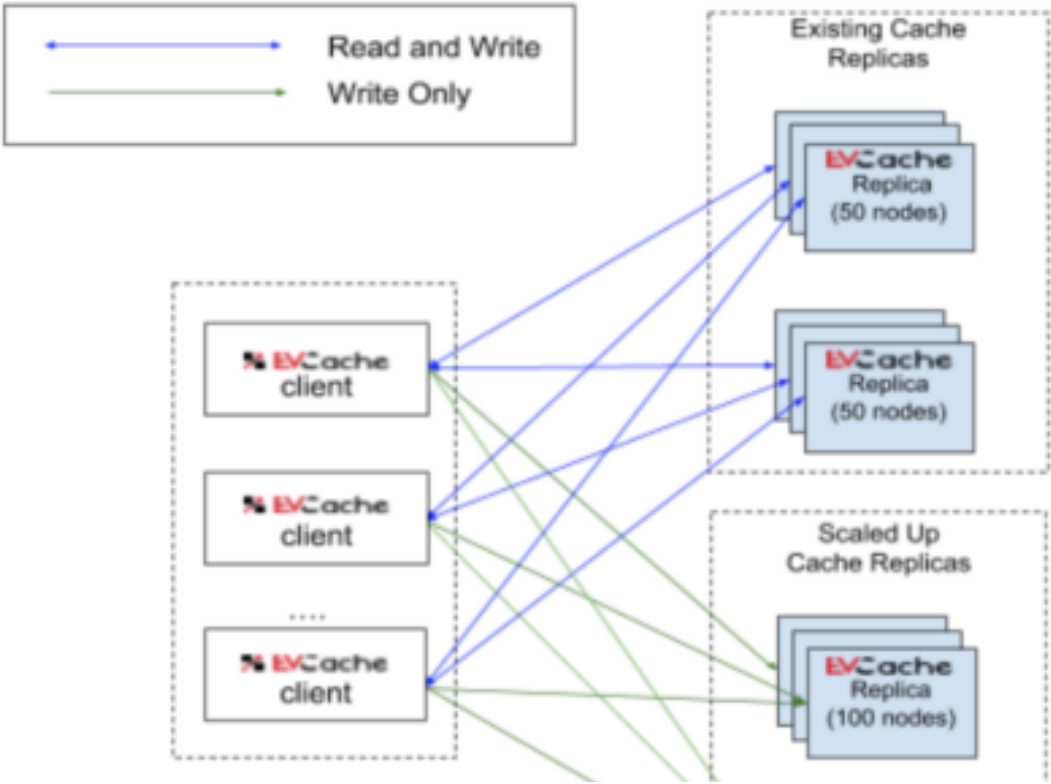 Read and Write
Write Only
Existing Cache
Replicas
EVCache
Replica
(50 nodes)
EVCache
Replica
(50 nodes)
EVCache
client
EVCache
client
....
EVCache
client
Scaled Up
Cache Replicas
EVCache
Replica
(100 nodes)